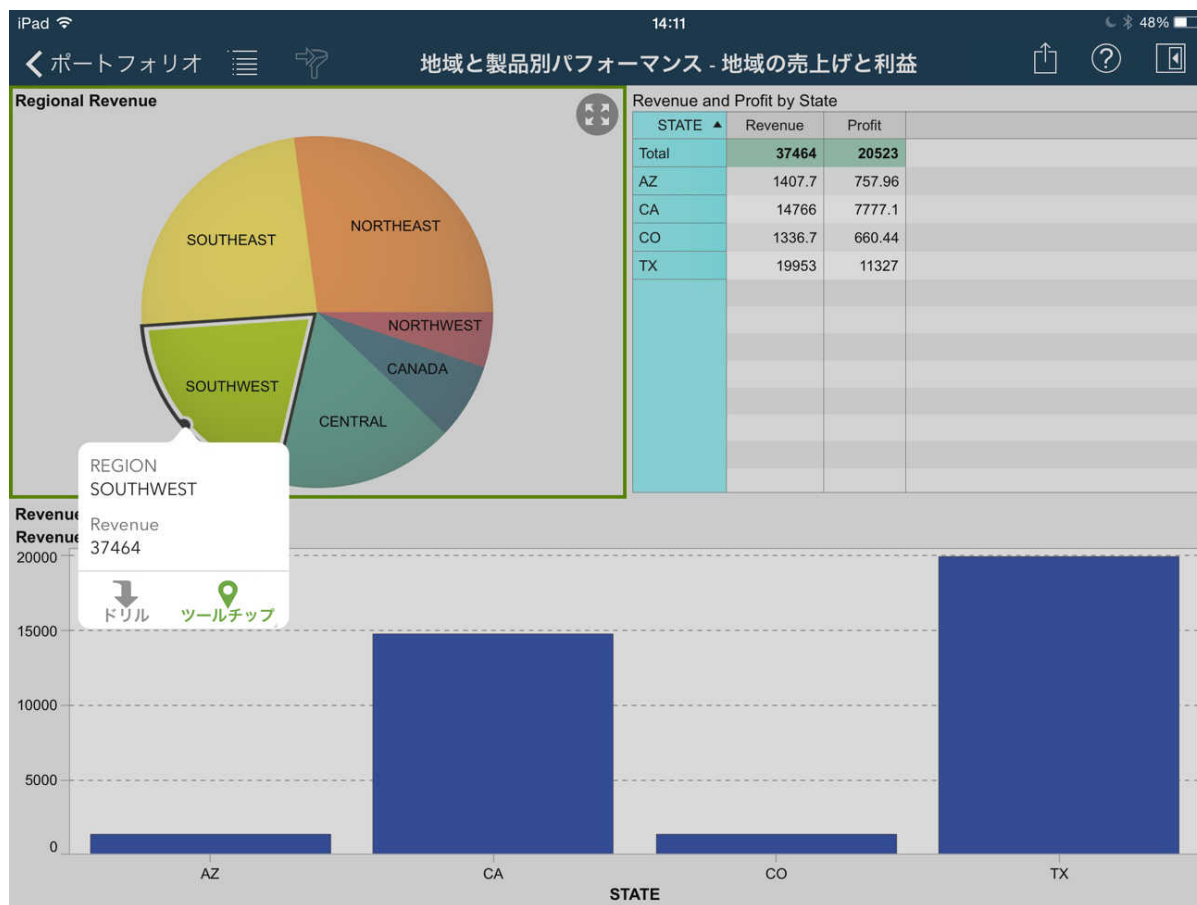 iPad 14:11 48%
ポートフォリオ 地域と製品別パフォーマンス - 地域の売上げと利益 ?
Regional Revenue
NORTHEAST
SOUTHEAST
NORTHWEST
CANADA
SOUTHWEST
CENTRAL
REGION
SOUTHWEST
Revenue
37464
ドリル ツールチップ
Revenue and Profit by State
STATE Revenue Profit
Total 37464 20523
AZ 1407.7 757.96
CA 14766 7777.1
CO 1336.7 660.44
TX 19953 11327
Revenue
Revenue
20000
15000
10000
5000
0
AZ CA CO TX
STATE